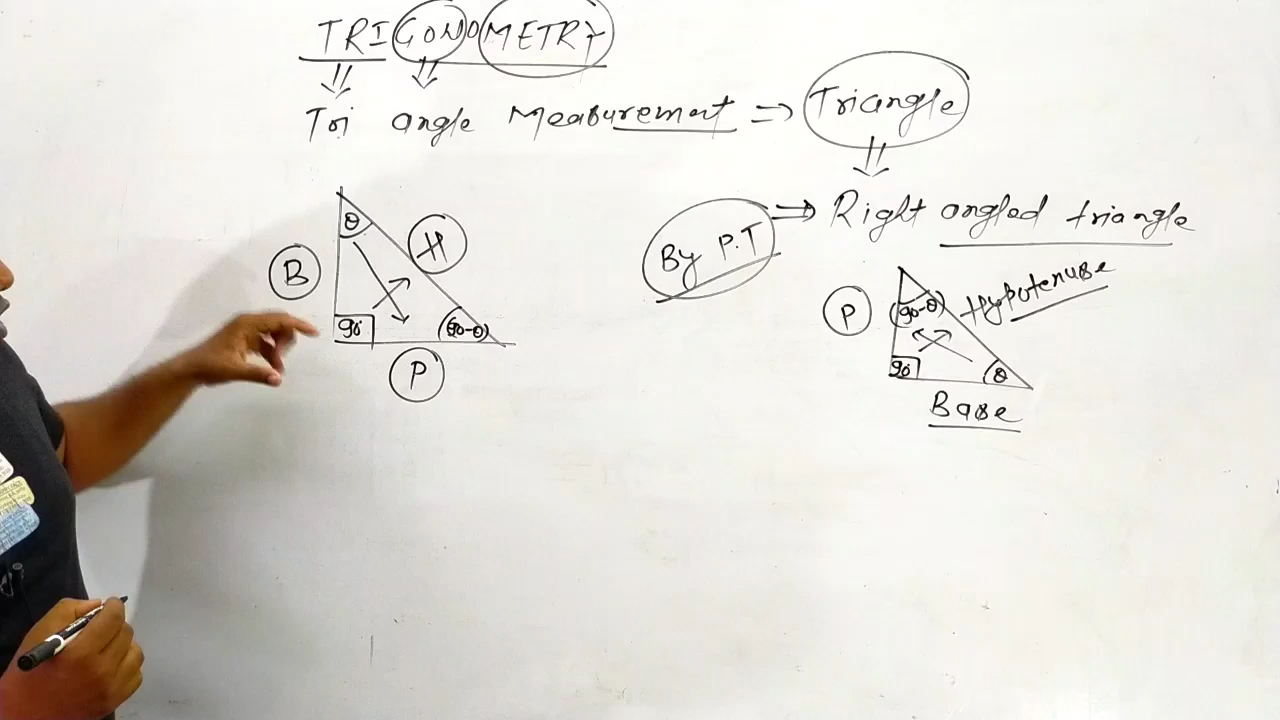 TRIGONOMETRY
Tri angle Measurement ⇒ Triangle
By P.T ⇒ Right angled triangle
θ
H
B
90°
(90-θ)
P
P
(90-θ)
Hypotenuse
90°
θ
Base